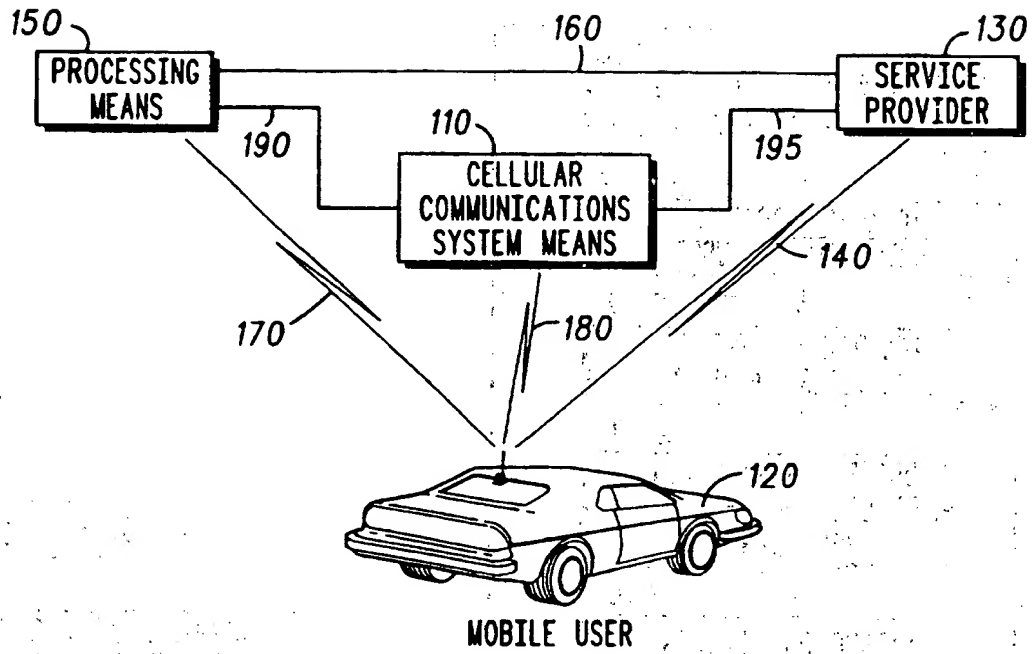 150
PROCESSING
MEANS
160
130
SERVICE
PROVIDER
190
110
195
CELLULAR
COMMUNICATIONS
SYSTEM MEANS
140
170
180
120
MOBILE USER